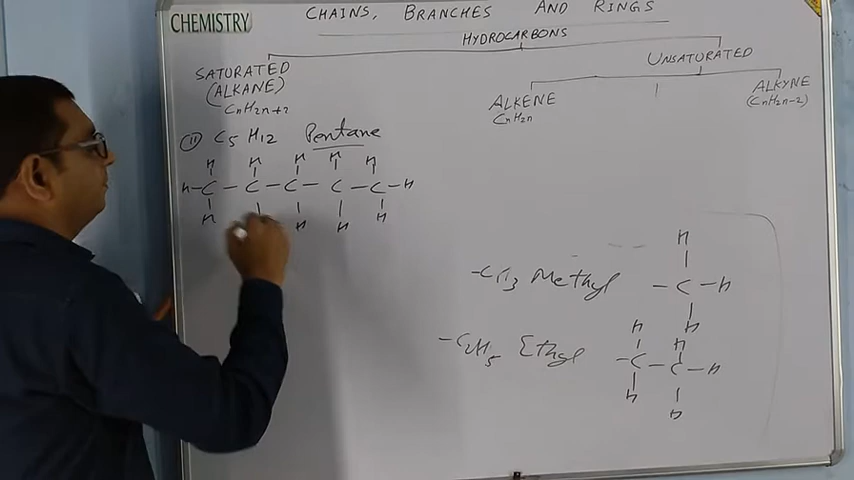 CHAINS, BRANCHES AND RINGS
CHEMISTRY
HYDROCARBONS
SATURATED
(ALKANE)
CnH2n+2
UNSATURATED
ALKENE
CnH2n
ALKYNE
(CnH2n-2)
(ii) C5 H12 Pentane
H H H H H
H-C-C-C-C-C-H
H H H H
-CH3 Methyl
H
-C-H
H
-C2H5 Ethyl
H H
-C-C-H
H H